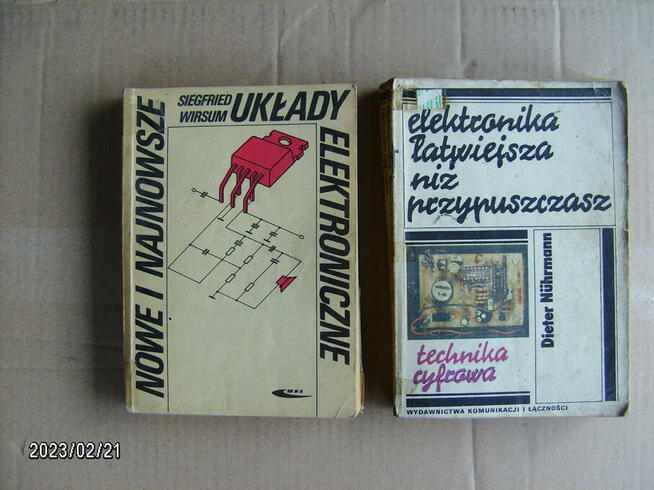 NOWE I NAJNOWSZE
SIEGFRIED
WIRSUM
UKŁADY
ELEKTRONICZNE
WKŁ
elektronika
łatwiejsza
niż
przypuszczasz
Dieter Nührmann
technika
cyfrowa
WYDAWNICTWA KOMUNIKACJI I ŁĄCZNOŚCI
2023/02/21